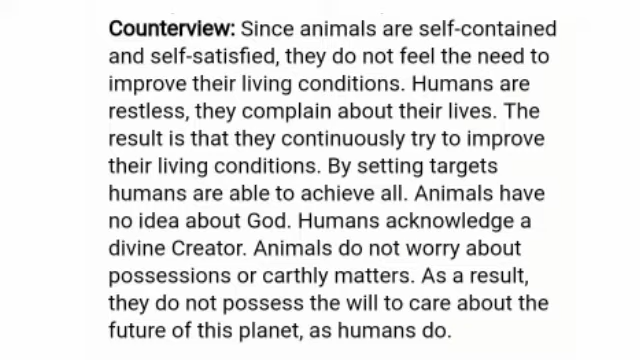 Counterview: Since animals are self-contained
and self-satisfied, they do not feel the need to
improve their living conditions. Humans are
restless, they complain about their lives. The
result is that they continuously try to improve
their living conditions. By setting targets
humans are able to achieve all. Animals have
no idea about God. Humans acknowledge a
divine Creator. Animals do not worry about
possessions or carthly matters. As a result,
they do not possess the will to care about the
future of this planet, as humans do.